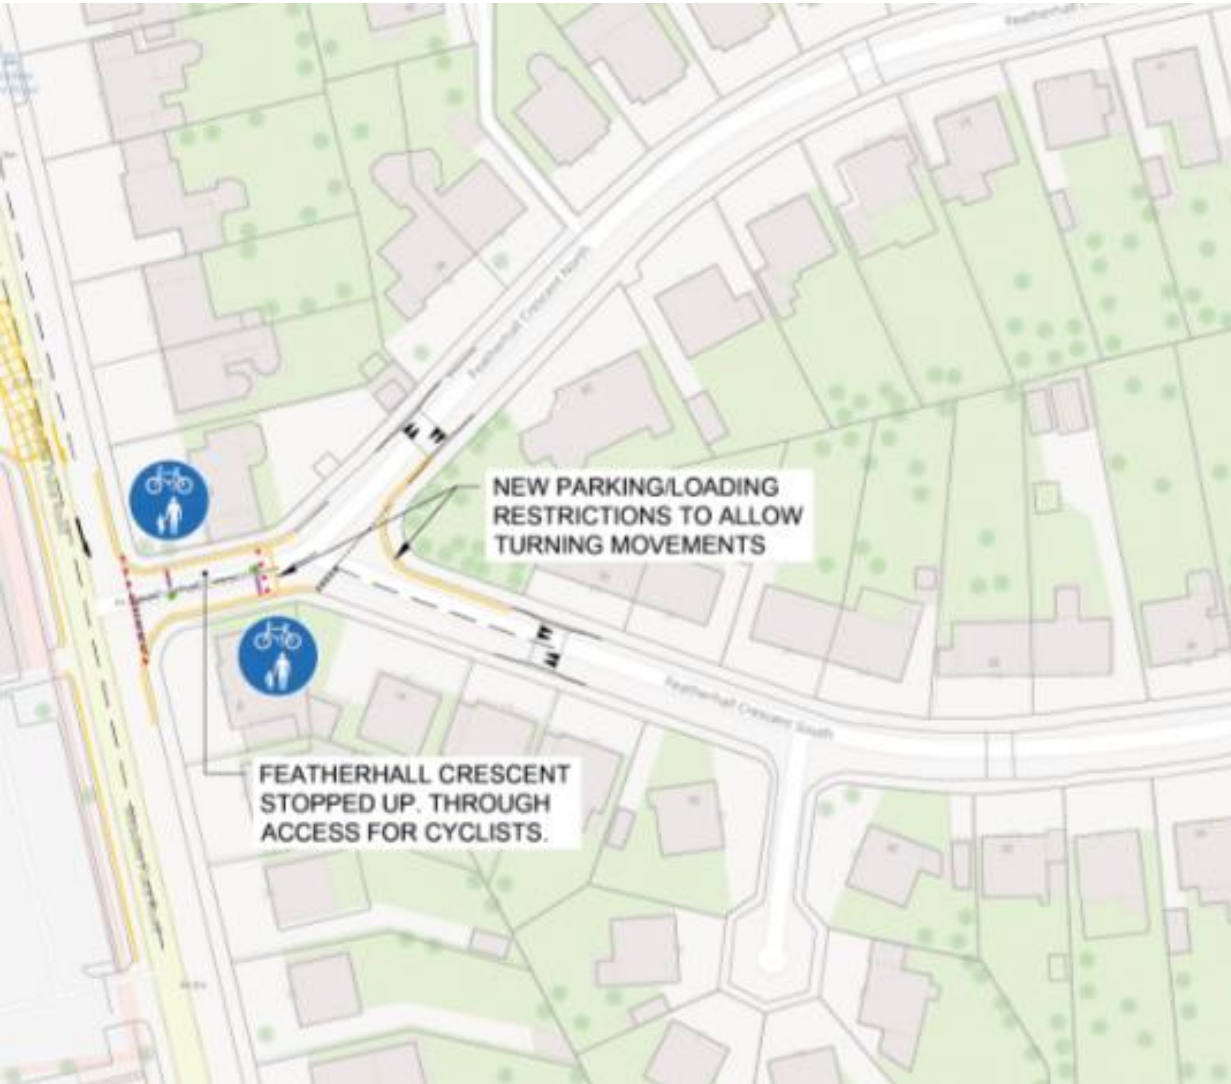 Featherhall
Featherhall Crescent North
NEW PARKING/LOADING
RESTRICTIONS TO ALLOW
TURNING MOVEMENTS
Featherhall Crescent South
FEATHERHALL CRESCENT
STOPPED UP. THROUGH
ACCESS FOR CYCLISTS.